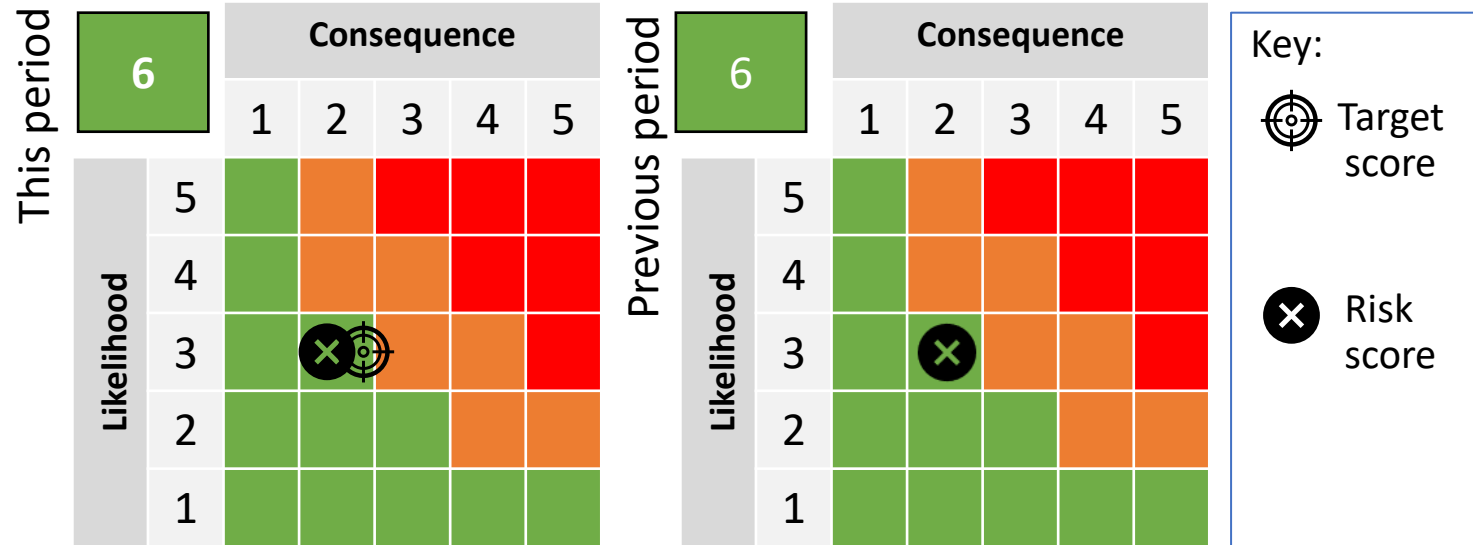 This period
6
Consequence
1 2 3 4 5
Likelihood
5
4
3
2
1
Previous period
6
Consequence
1 2 3 4 5
Likelihood
5
4
3
2
1
Key:
Target
score
Risk
score